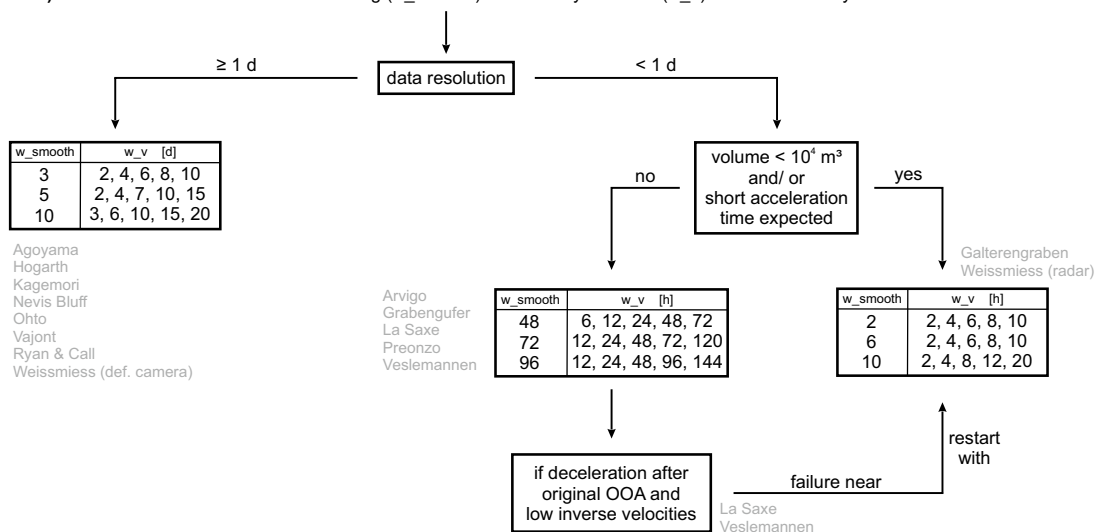 ≥ 1 d
data resolution
< 1 d
w_smooth w_v [d]
3 2, 4, 6, 8, 10
5 2, 4, 7, 10, 15
10 3, 6, 10, 15, 20
Agoyama
Hogarth
Kagemori
Nevis Bluff
Ohto
Vajont
Ryan & Call
Weissmiess (def. camera)
volume < 10⁴ m³
and/ or
short acceleration
time expected
no
yes
Arvigo
Grabengufer
La Saxe
Preonzo
Veslemannen
w_smooth w_v [h]
48 6, 12, 24, 48, 72
72 12, 24, 48, 72, 120
96 12, 24, 48, 96, 144
Galterengraben
Weissmiess (radar)
w_smooth w_v [h]
2 2, 4, 6, 8, 10
6 2, 4, 6, 8, 10
10 2, 4, 8, 12, 20
if deceleration after
original OOA and
low inverse velocities
failure near
restart
with
La Saxe
Veslemannen